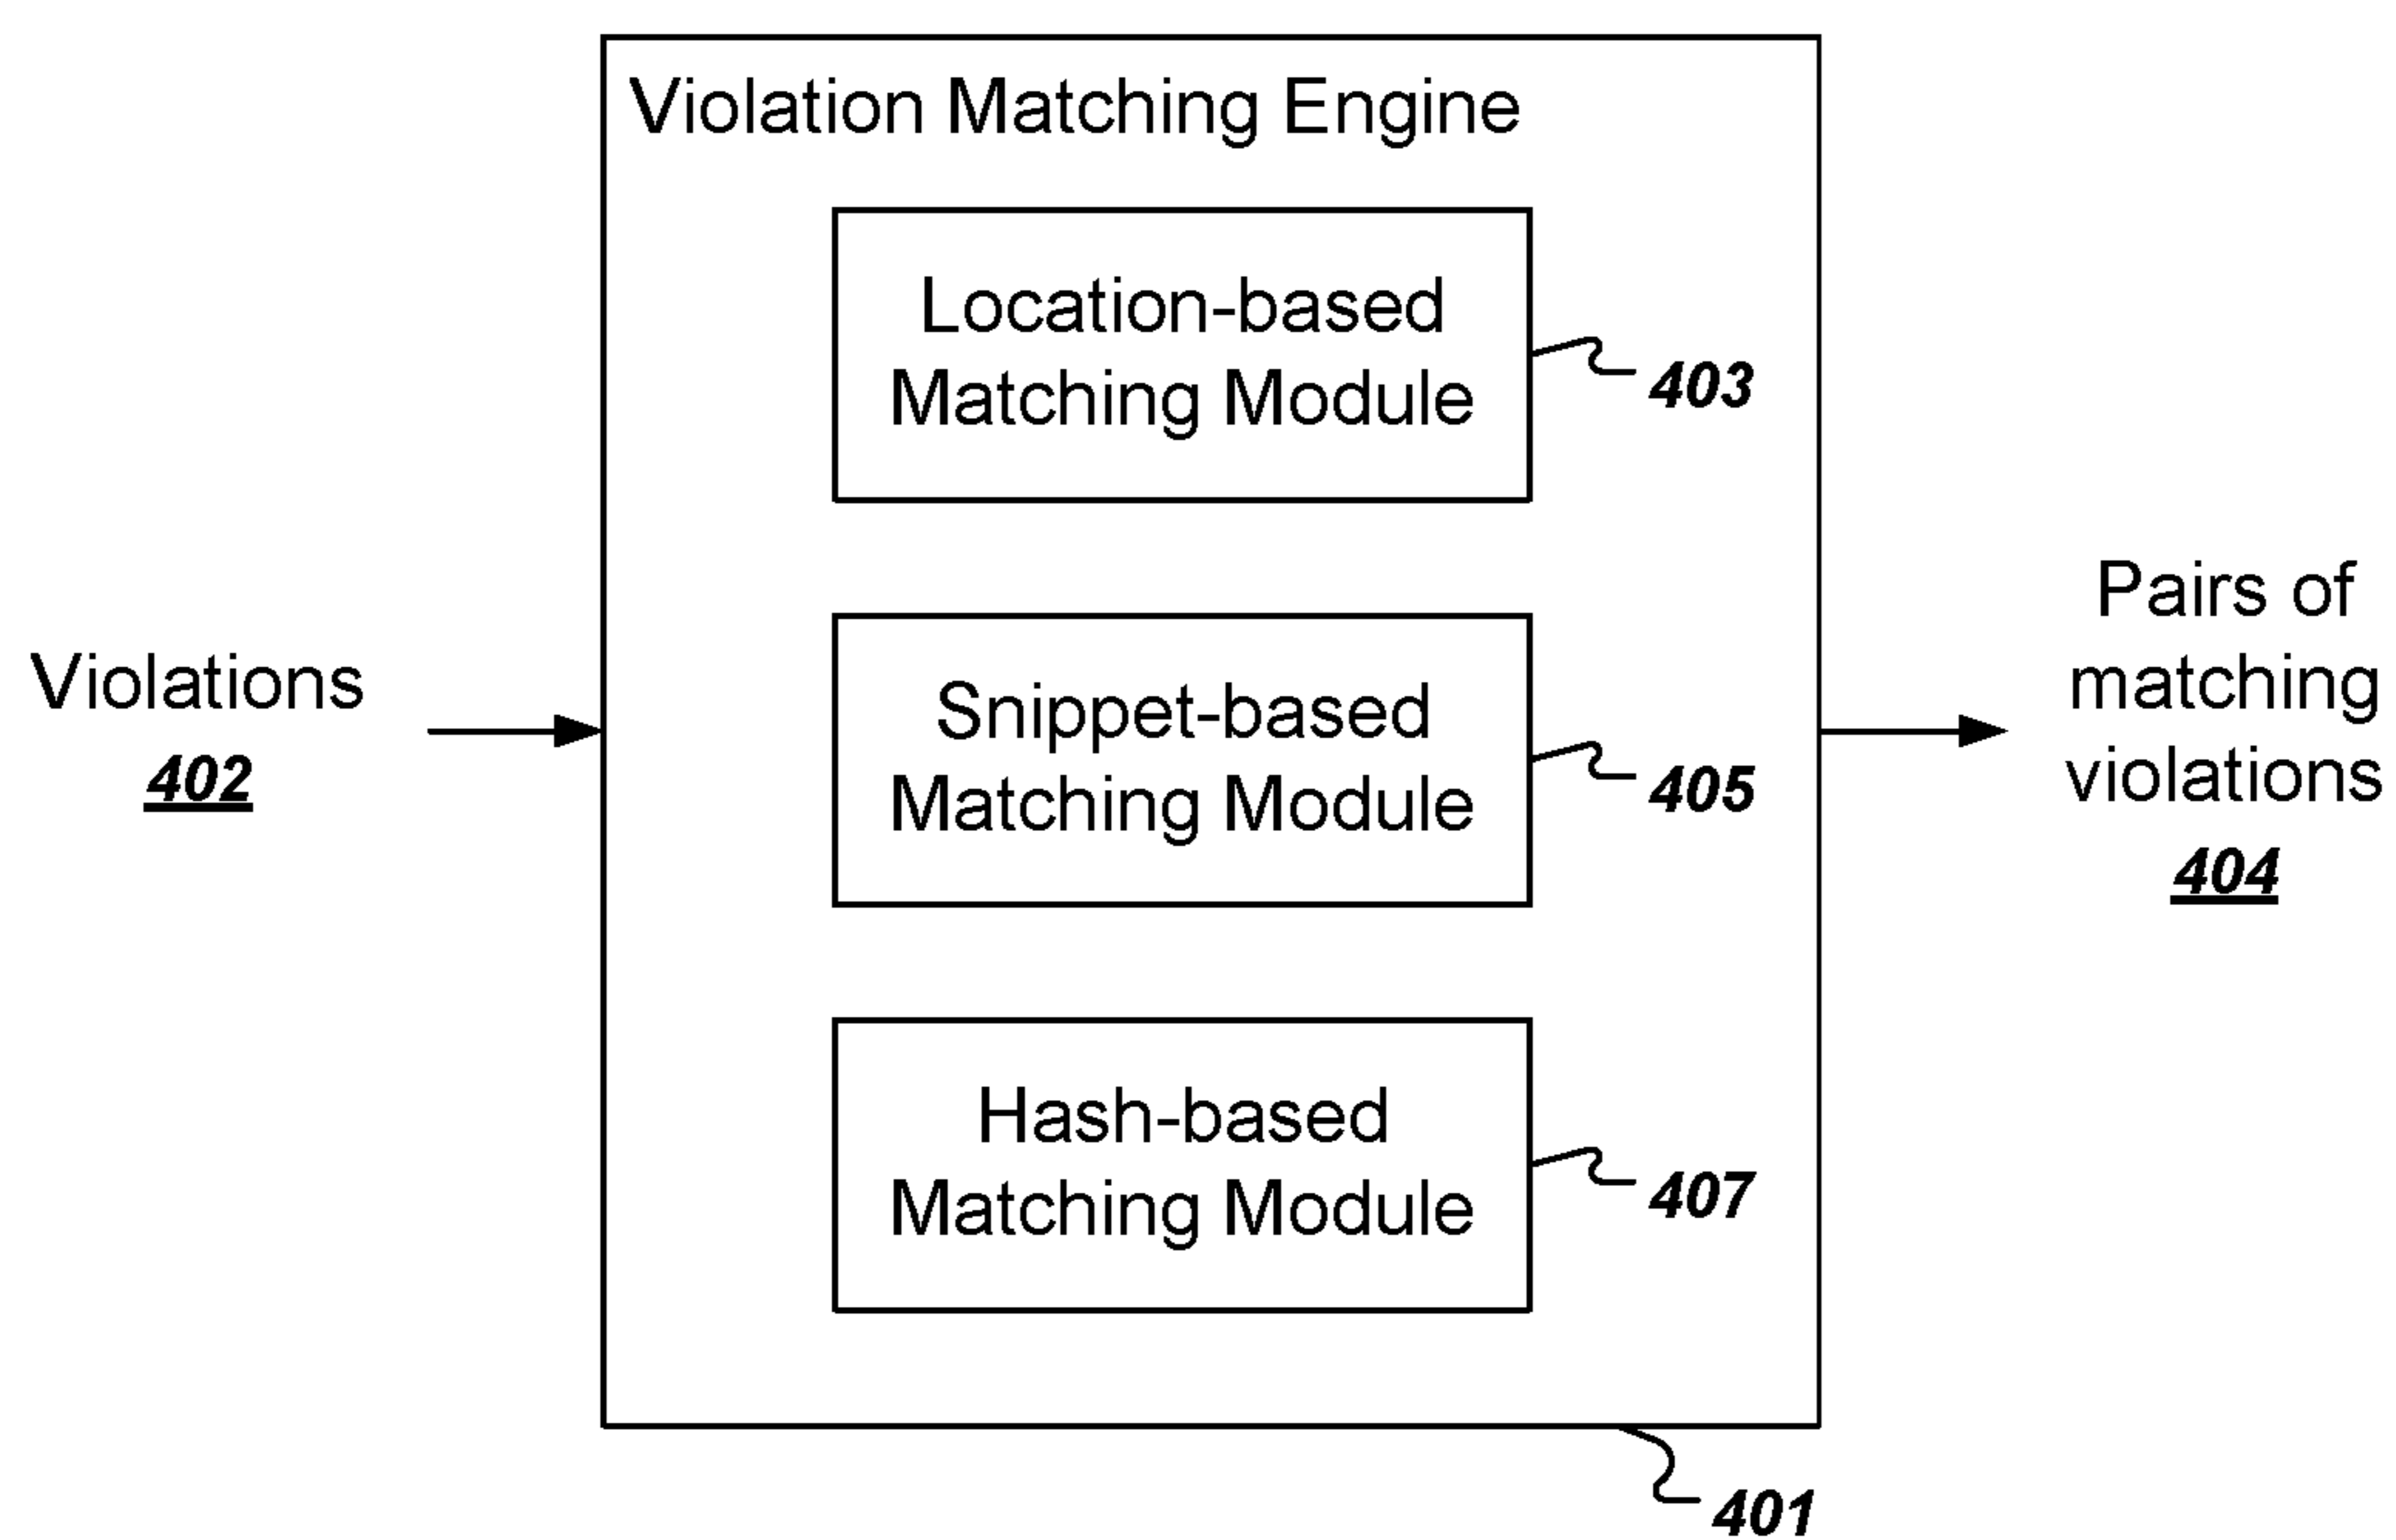 Violation Matching Engine
Location-based
Matching Module
403
Violations
402
Snippet-based
Matching Module
405
Pairs of
matching
violations
404
Hash-based
Matching Module
407
401